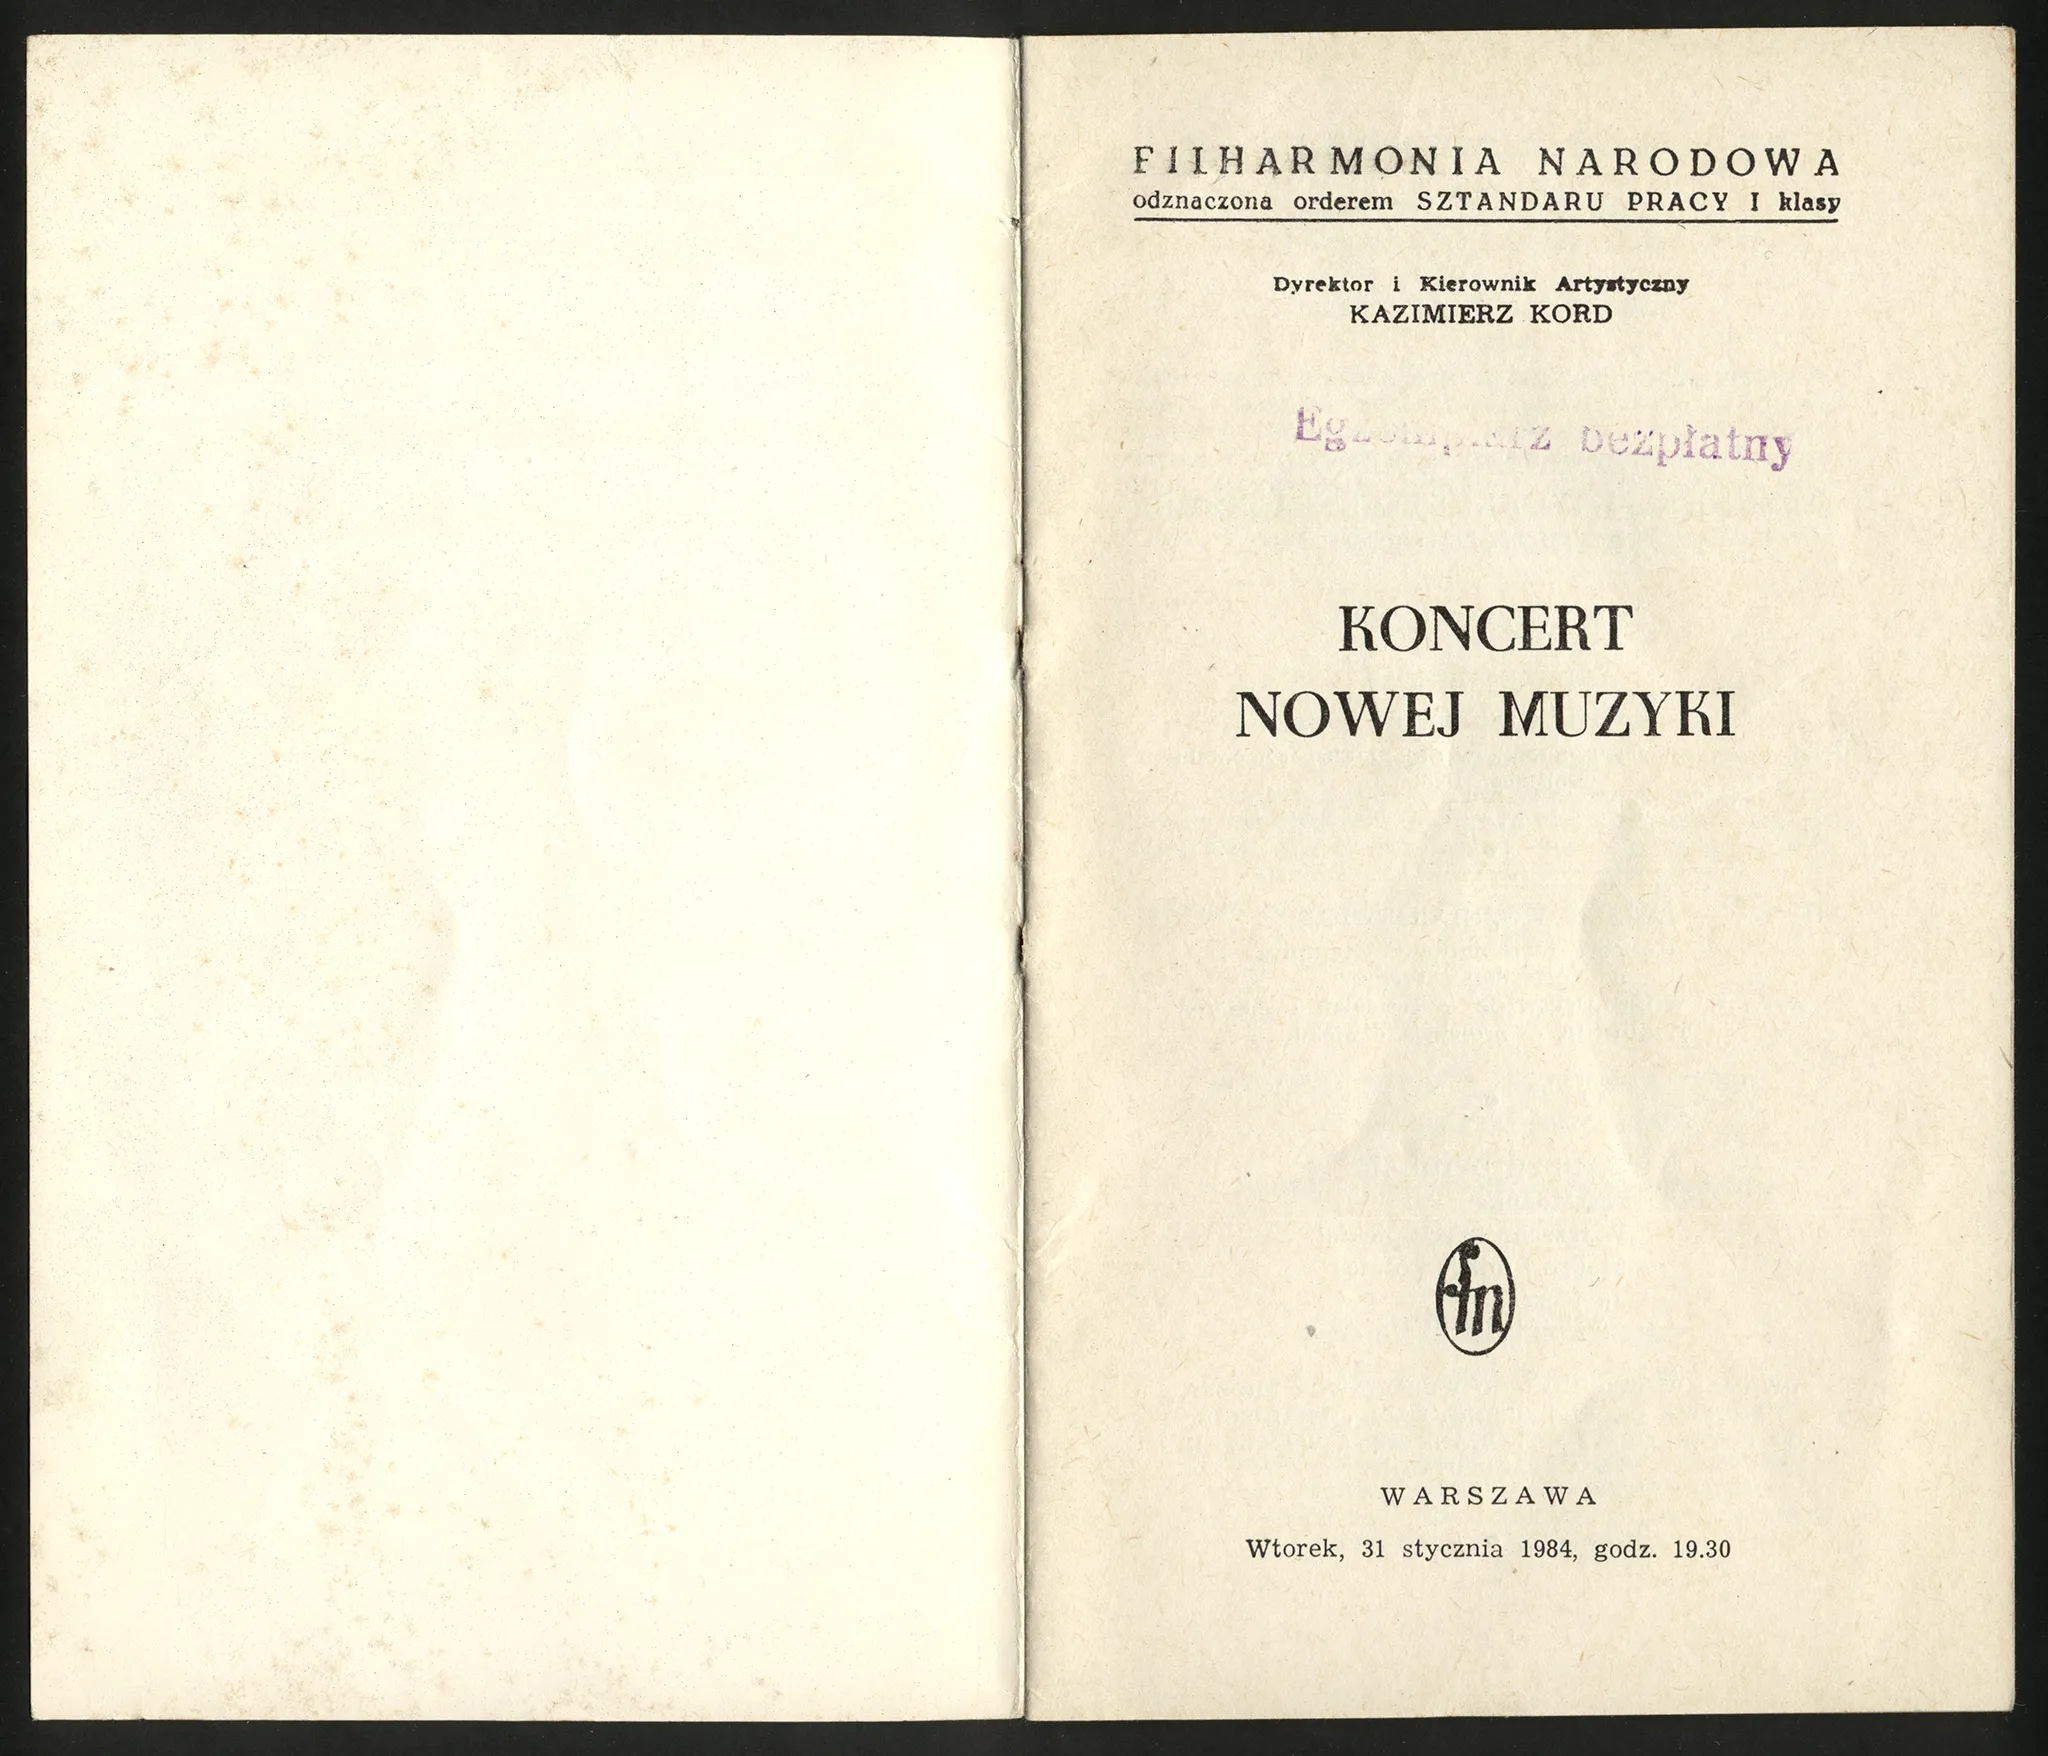 FILHARMONIA NARODOWA
odznaczona orderem SZTANDARU PRACY I klasy
Dyrektor i Kierownik Artystyczny
KAZIMIERZ KORD
Egzemplarz bezpłatny
KONCERT
NOWEJ MUZYKI
fn
WARSZAWA
Wtorek, 31 stycznia 1984, godz. 19.30